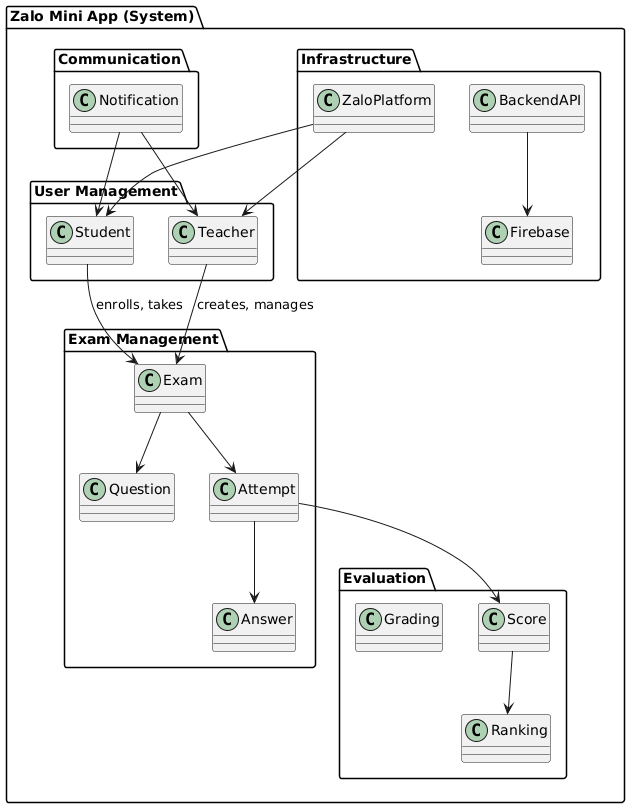 Zalo Mini App (System)
Communication
Infrastructure
C Notification
C ZaloPlatform
C BackendAPI
User Management
C Student
C Teacher
C Firebase
enrolls, takes
creates, manages
Exam Management
C Exam
C Question
C Attempt
Evaluation
C Answer
C Grading
C Score
C Ranking